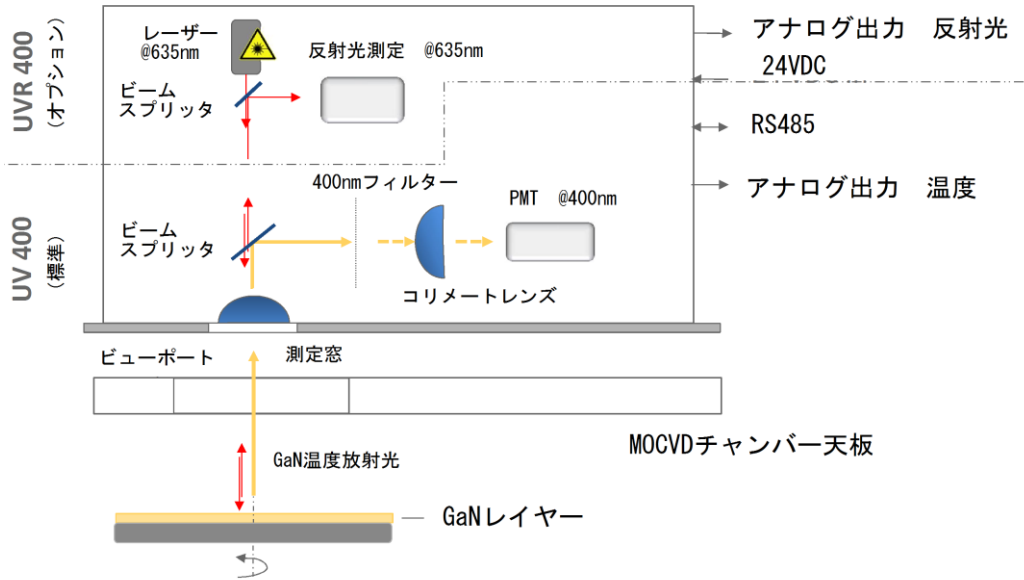 UVR 400
(オプション)
レーザー
@635nm
反射光測定 @635nm
ビーム
スプリッタ
アナログ出力 反射光
24VDC
RS485
アナログ出力 温度
UV 400
(標準)
400nmフィルター
PMT @400nm
ビーム
スプリッタ
コリメートレンズ
ビューポート
測定窓
MOCVDチャンバー天板
GaN温度放射光
GaNレイヤー